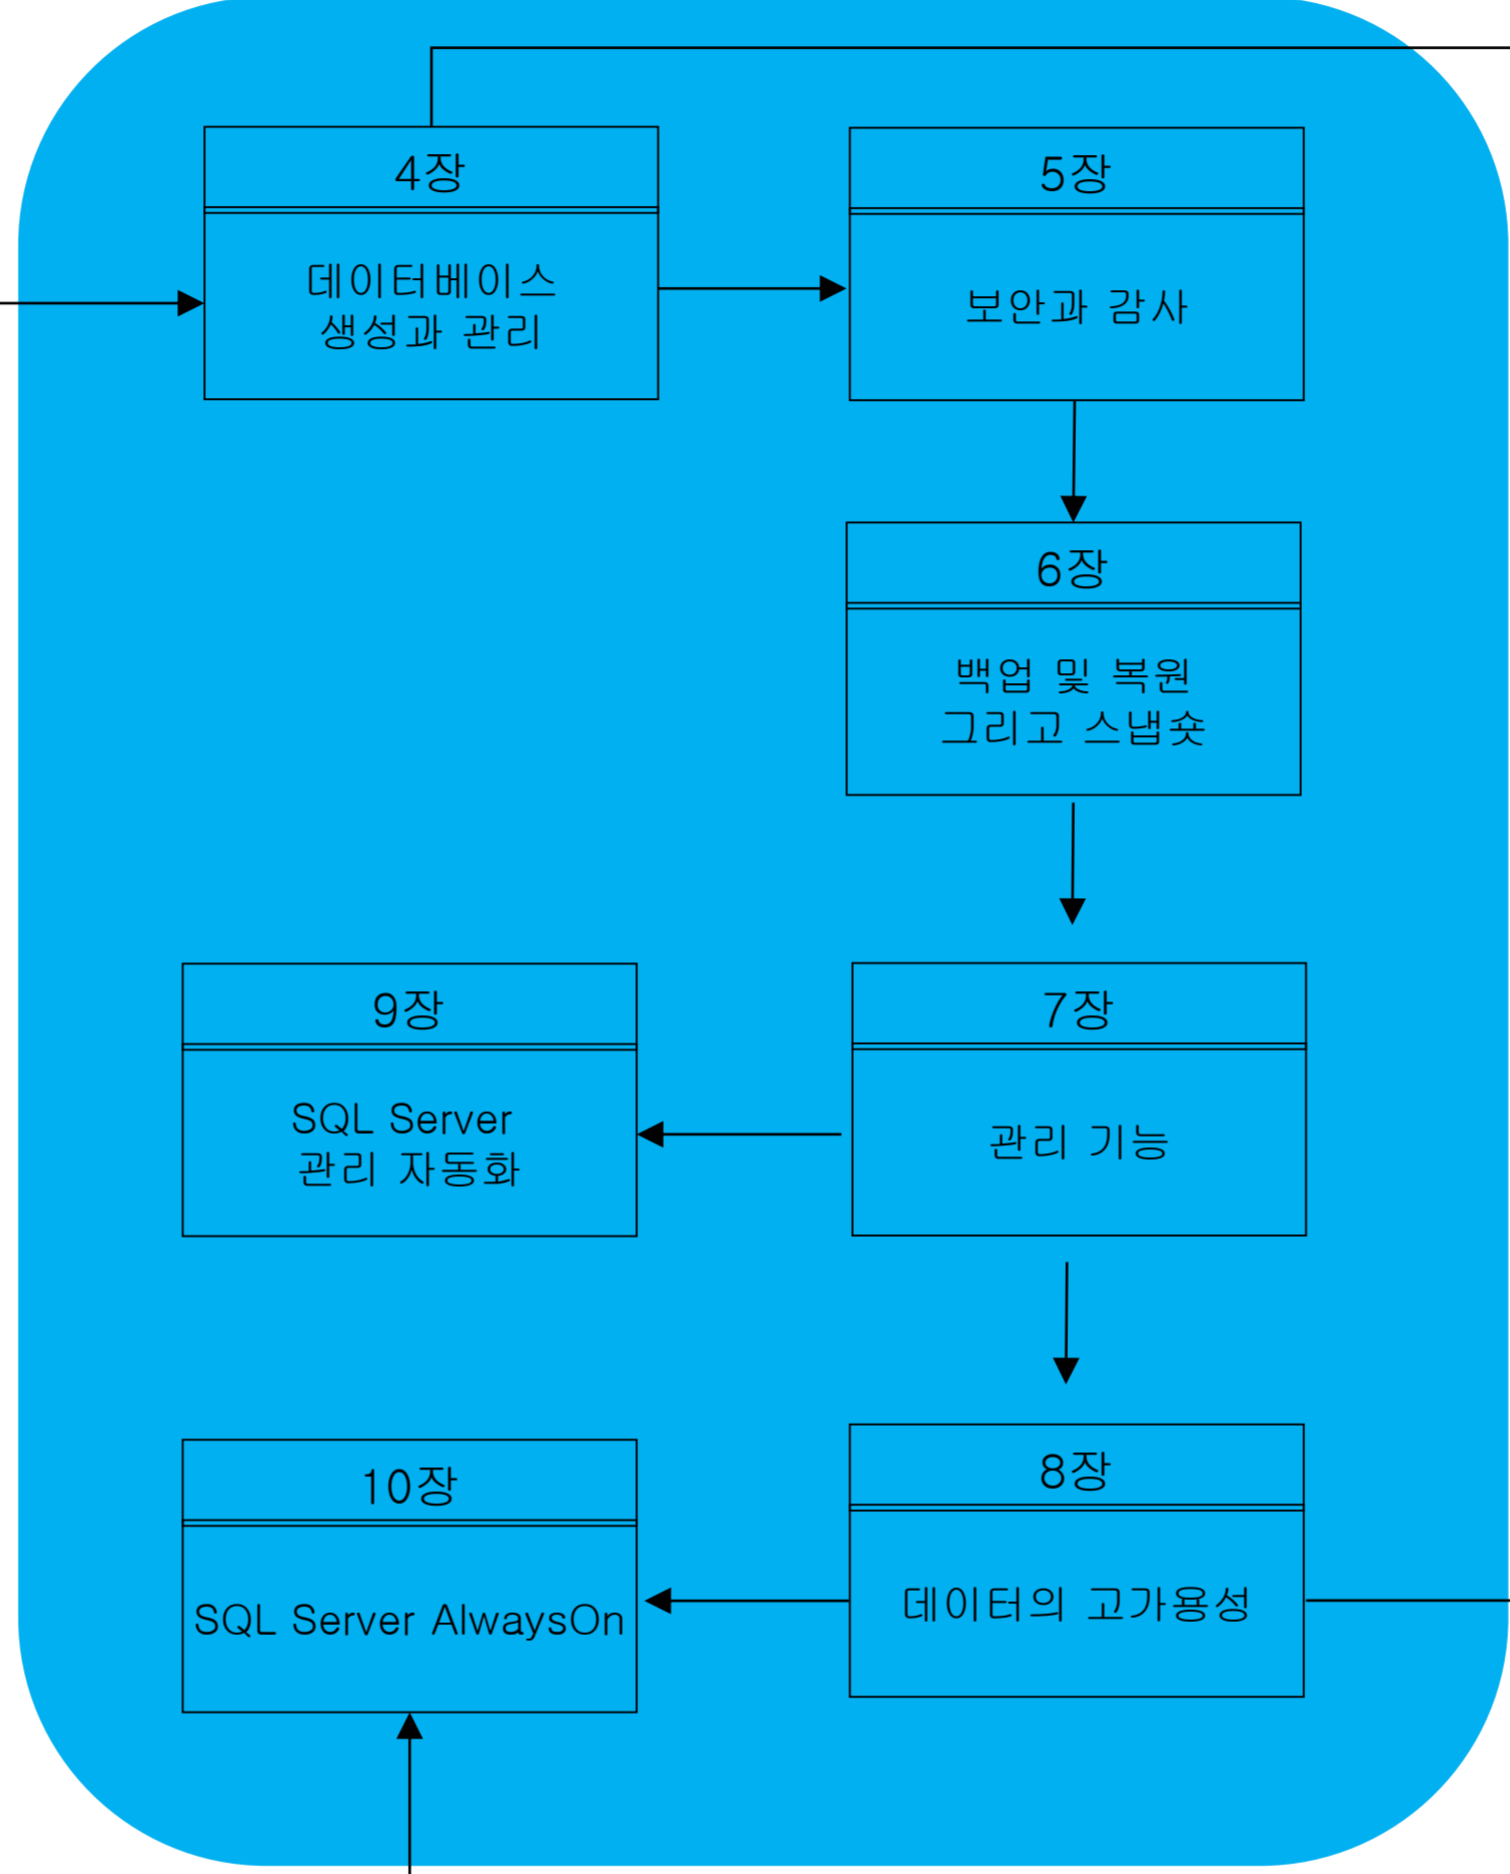 4장
데이터베이스
생성과 관리
5장
보안과 감사
6장
백업 및 복원
그리고 스냅숏
9장
SQL Server
관리 자동화
7장
관리 기능
10장
SQL Server AlwaysOn
8장
데이터의 고가용성